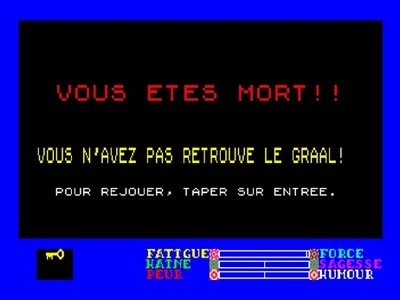 VOUS ETES MORT!!
VOUS N'AVEZ PAS RETROUVE LE GRAAL!
POUR REJOUER, TAPER SUR ENTREE.
FATIGUE FORCE
HAINE SAGESSE
PEUR HUMOUR